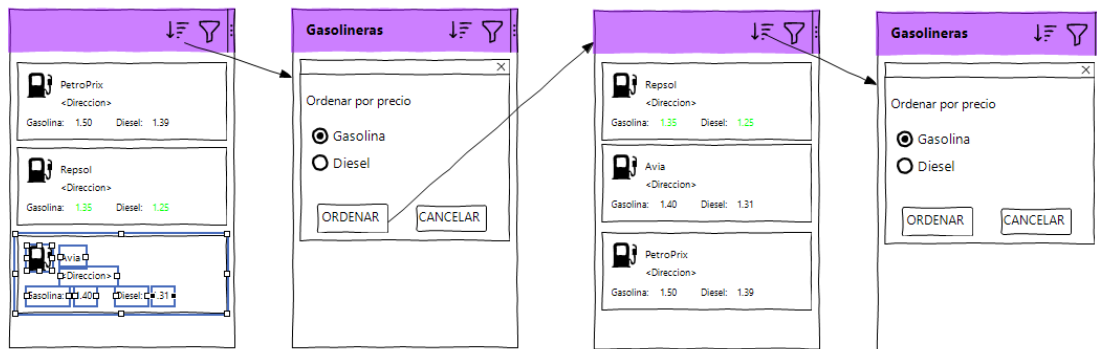 PetroPrix
<Direccion>
Gasolina: 1.50 Diesel: 1.39
Repsol
<Direccion>
Gasolina: 1.35 Diesel: 1.25
Avia
<Direccion>
Gasolina: 1.40 Diesel: 1.31
Gasolineras
Ordenar por precio
Gasolina
Diesel
ORDENAR CANCELAR
Repsol
<Direccion>
Gasolina: 1.35 Diesel: 1.25
Avia
<Direccion>
Gasolina: 1.40 Diesel: 1.31
PetroPrix
<Direccion>
Gasolina: 1.50 Diesel: 1.39
Gasolineras
Ordenar por precio
Gasolina
Diesel
ORDENAR CANCELAR